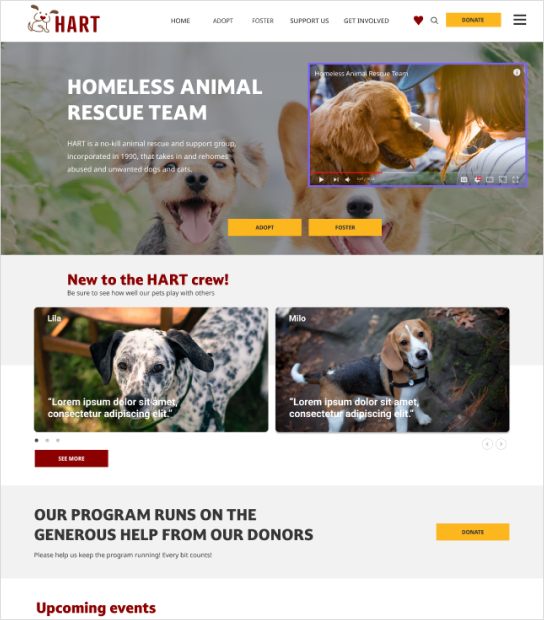 HART
HOME ADOPT FOSTER SUPPORT US GET INVOLVED DONATE
HOMELESS ANIMAL
RESCUE TEAM
HART is a no-kill animal rescue and support group,
incorporated in 1990, that takes in and rehomes
abused and unwanted dogs and cats.
Homeless Animal Rescue Team
ADOPT FOSTER
New to the HART crew!
Be sure to see how well our pets play with others
Lila
“Lorem ipsum dolor sit amet,
consectetur adipiscing elit.”
Milo
“Lorem ipsum dolor sit amet,
consectetur adipiscing elit.”
SEE MORE
OUR PROGRAM RUNS ON THE
GENEROUS HELP FROM OUR DONORS
Please help us keep the program running! Every bit counts!
DONATE
Upcoming events